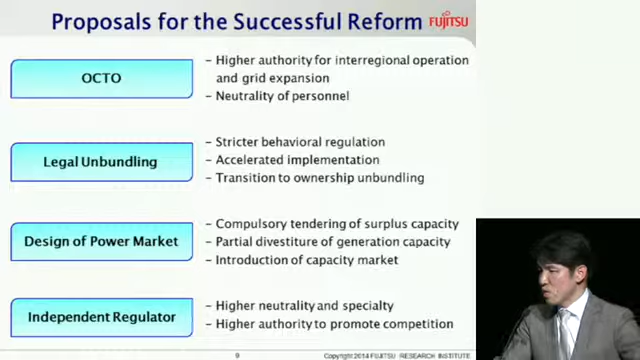 Proposals for the Successful Reform
FUJITSU
OCTO
- Higher authority for interregional operation
and grid expansion
- Neutrality of personnel
Legal Unbundling
- Stricter behavioral regulation
- Accelerated implementation
- Transition to ownership unbundling
Design of Power Market
- Compulsory tendering of surplus capacity
- Partial divestiture of generation capacity
- Introduction of capacity market
Independent Regulator
- Higher neutrality and specialty
- Higher authority to promote competition
9
Copyright 2014 FUJITSU RESEARCH INSTITUTE